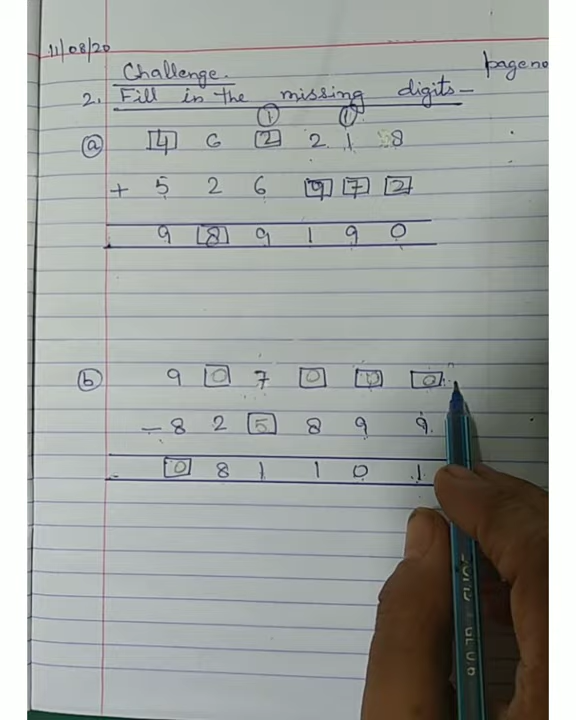 11/08/20
Challenge.
page no
2. Fill in the missing digits—
1 1
a 4 6 2 2 1 8
+ 5 2 6 9 7 2
9 8 9 1 9 0
b 9 0 7 0 0 0
- 8 2 5 8 9 9
0 8 1 1 0 1